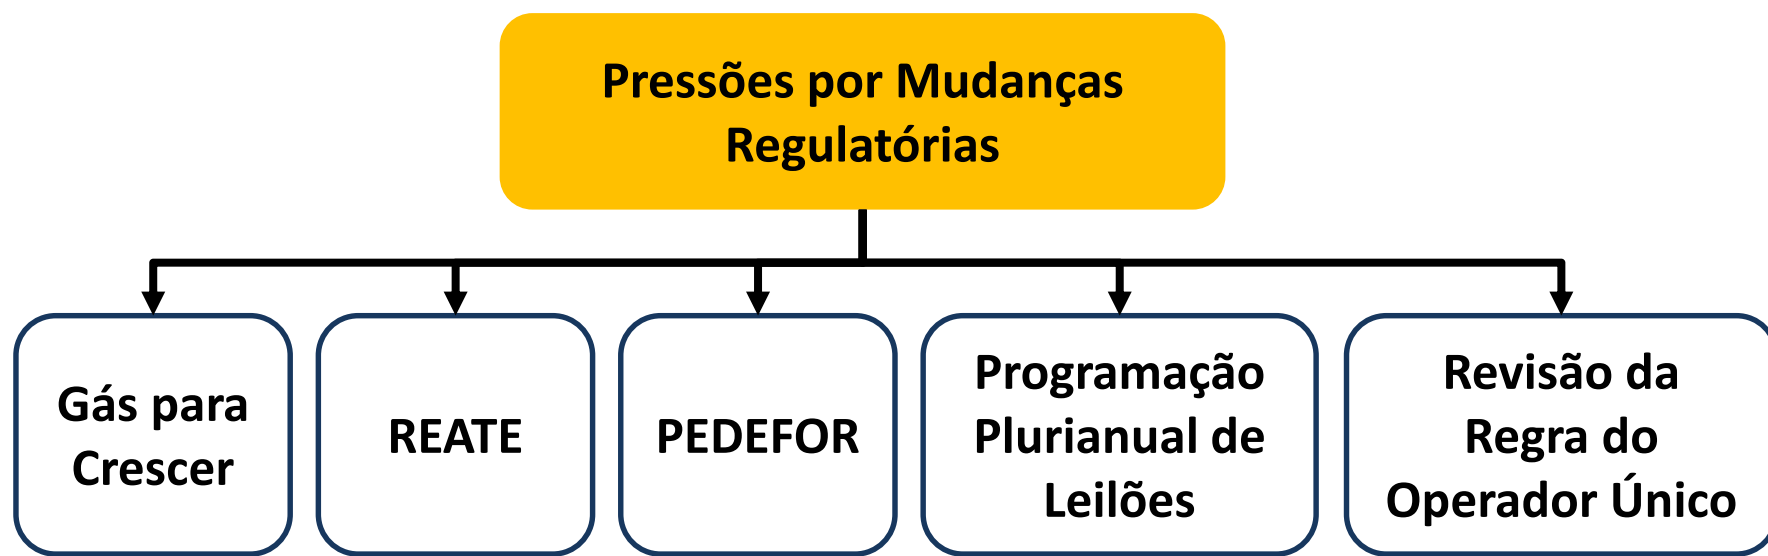 Pressões por Mudanças
Regulatórias
Gás para
Crescer
REATE
PEDEFOR
Programação
Plurianual de
Leilões
Revisão da
Regra do
Operador Único